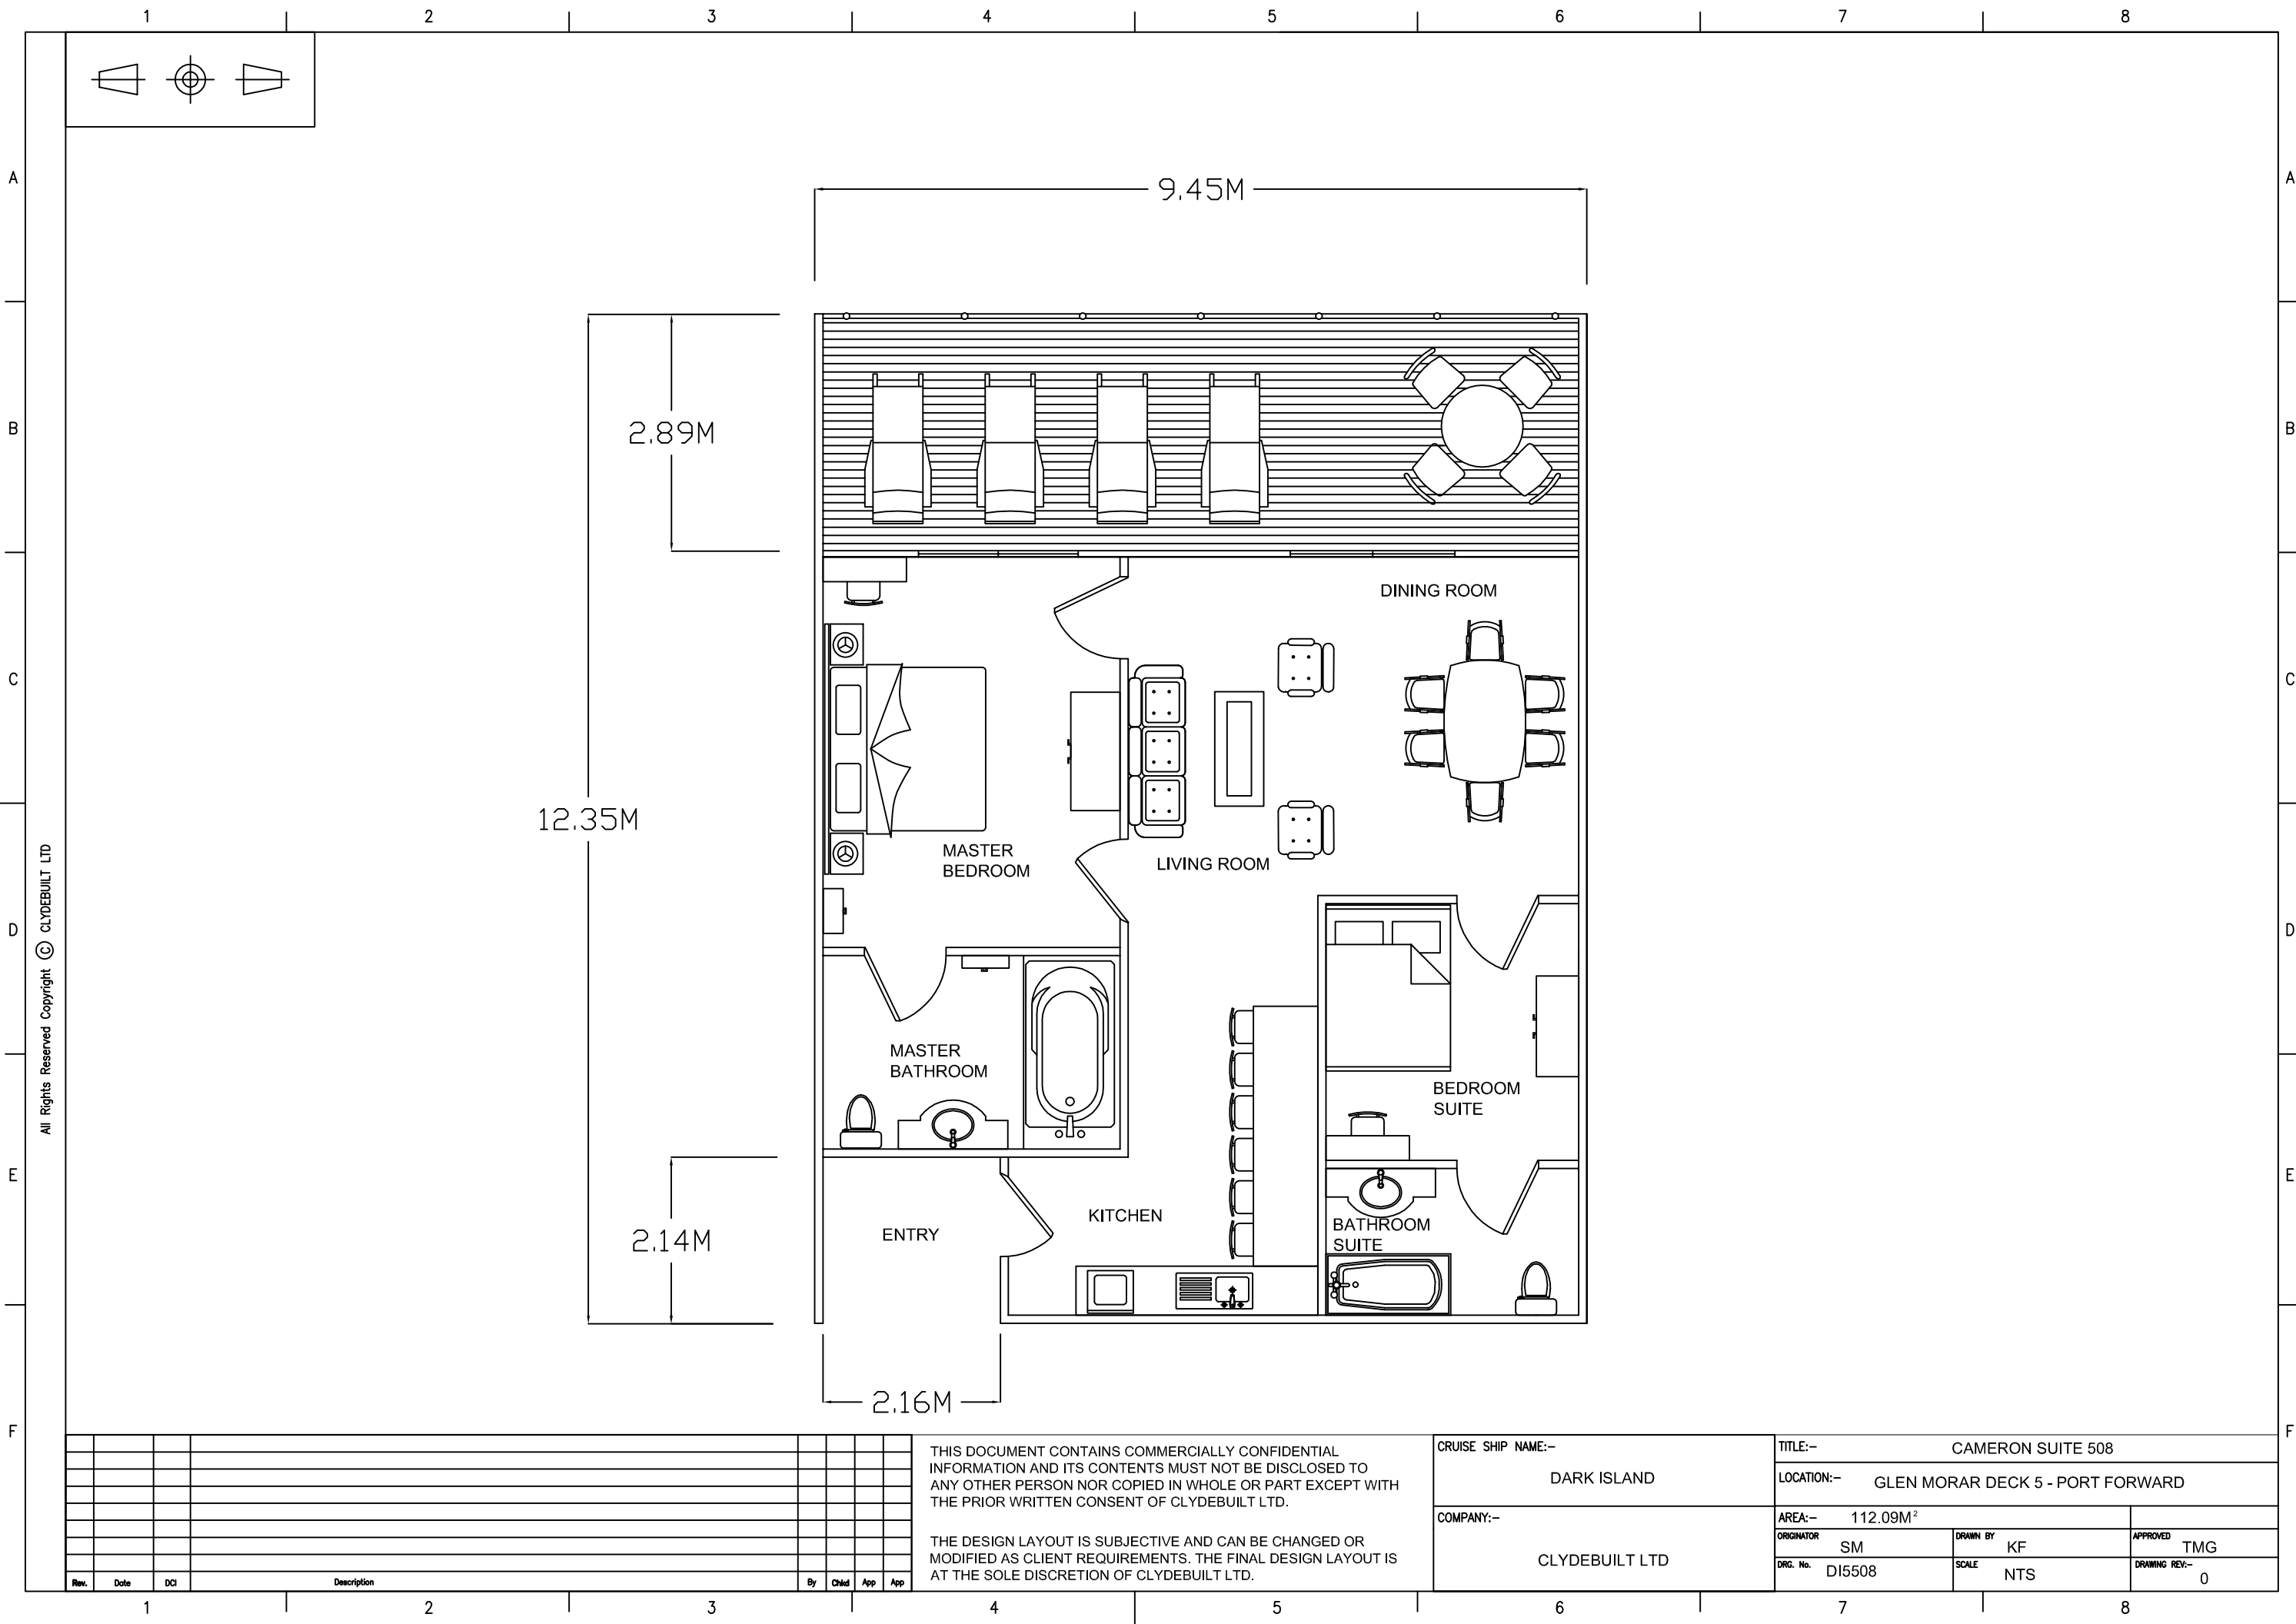 1 2 3 4 5 6 7 8
A A
9.45M
2.89M
B B
DINING ROOM
C C
12.35M
MASTER
BEDROOM
LIVING ROOM
D D
All Rights Reserved Copyright © CLYDEBUILT LTD
MASTER
BATHROOM
BEDROOM
SUITE
E E
KITCHEN
ENTRY
BATHROOM
SUITE
2.14M
2.16M
F F
Rev. Date DCI Description By Chkd App App
THIS DOCUMENT CONTAINS COMMERCIALLY CONFIDENTIAL
INFORMATION AND ITS CONTENTS MUST NOT BE DISCLOSED TO
ANY OTHER PERSON NOR COPIED IN WHOLE OR PART EXCEPT WITH
THE PRIOR WRITTEN CONSENT OF CLYDEBUILT LTD.
THE DESIGN LAYOUT IS SUBJECTIVE AND CAN BE CHANGED OR
MODIFIED AS CLIENT REQUIREMENTS. THE FINAL DESIGN LAYOUT IS
AT THE SOLE DISCRETION OF CLYDEBUILT LTD.
CRUISE SHIP NAME:-
DARK ISLAND
COMPANY:-
CLYDEBUILT LTD
TITLE:- CAMERON SUITE 508
LOCATION:- GLEN MORAR DECK 5 - PORT FORWARD
AREA:- 112.09M²
ORIGINATOR SM DRAWN BY KF APPROVED TMG
DRG. No. DI5508 SCALE NTS DRAWING REV:- 0
1 2 3 4 5 6 7 8